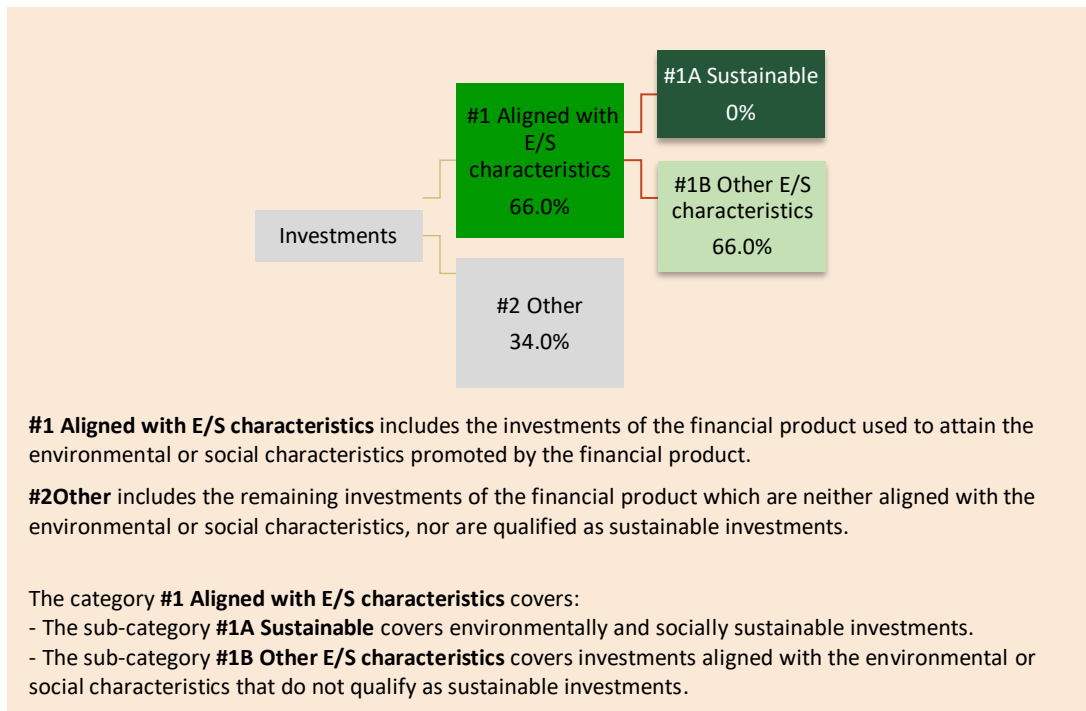 #1A Sustainable
0%
#1 Aligned with
E/S
characteristics
66.0%
#1B Other E/S
characteristics
66.0%
Investments
#2 Other
34.0%
#1 Aligned with E/S characteristics includes the investments of the financial product used to attain the
environmental or social characteristics promoted by the financial product.
#2Other includes the remaining investments of the financial product which are neither aligned with the
environmental or social characteristics, nor are qualified as sustainable investments.
The category #1 Aligned with E/S characteristics covers:
- The sub-category #1A Sustainable covers environmentally and socially sustainable investments.
- The sub-category #1B Other E/S characteristics covers investments aligned with the environmental or
social characteristics that do not qualify as sustainable investments.